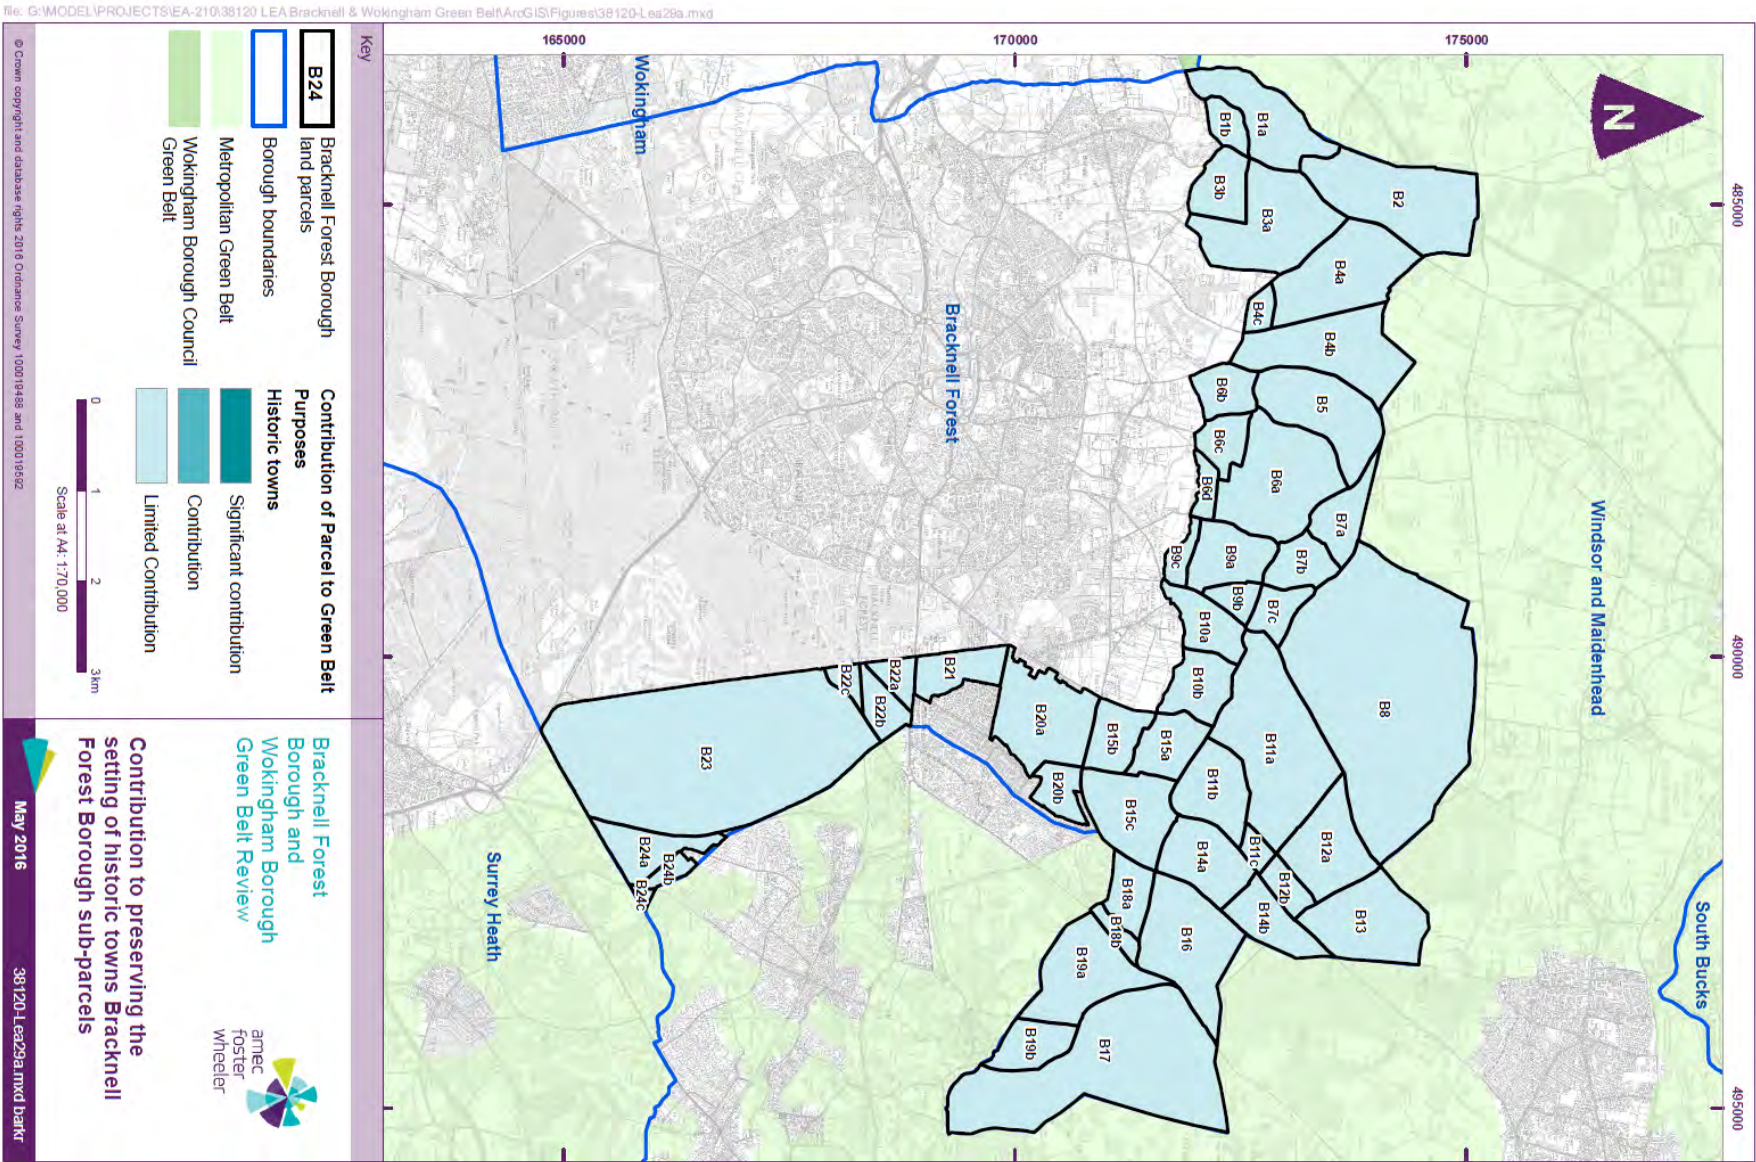 file: G:\MODEL\PROJECTS\EA-210\38120 LEA Bracknell & Wokingham Green Belt\ArcGIS\Figures\38120-Lea29a.mxd
165000
170000
175000
485000
490000
495000
N
Wokingham
Bracknell Forest
Windsor and Maidenhead
South Bucks
Surrey Heath
B1a
B1b
B2
B3a
B3b
B4a
B4b
B4c
B5
B6a
B6b
B6c
B6d
B7a
B7b
B7c
B8
B9a
B9b
B9c
B10a
B10b
B11a
B11b
B11c
B12a
B12b
B13
B14a
B14b
B15a
B15b
B15c
B16
B17
B18a
B18b
B19a
B19b
B20a
B20b
B21
B22a
B22b
B22c
B23
B24a
B24b
B24c
Key
B24
Bracknell Forest Borough
land parcels
Borough boundaries
Metropolitan Green Belt
Wokingham Borough Council
Green Belt
Contribution of Parcel to Green Belt
Purposes
Historic towns
Significant contribution
Contribution
Limited Contribution
0
1
2
3km
Scale at A4: 1:70,000
© Crown copyright and database rights 2016 Ordnance Survey 100019488 and 100019592
Bracknell Forest
Borough and
Wokingham Borough
Green Belt Review
amec
foster
wheeler
Contribution to preserving the
setting of historic towns Bracknell
Forest Borough sub-parcels
May 2016
38120-Lea29a.mxd barkr